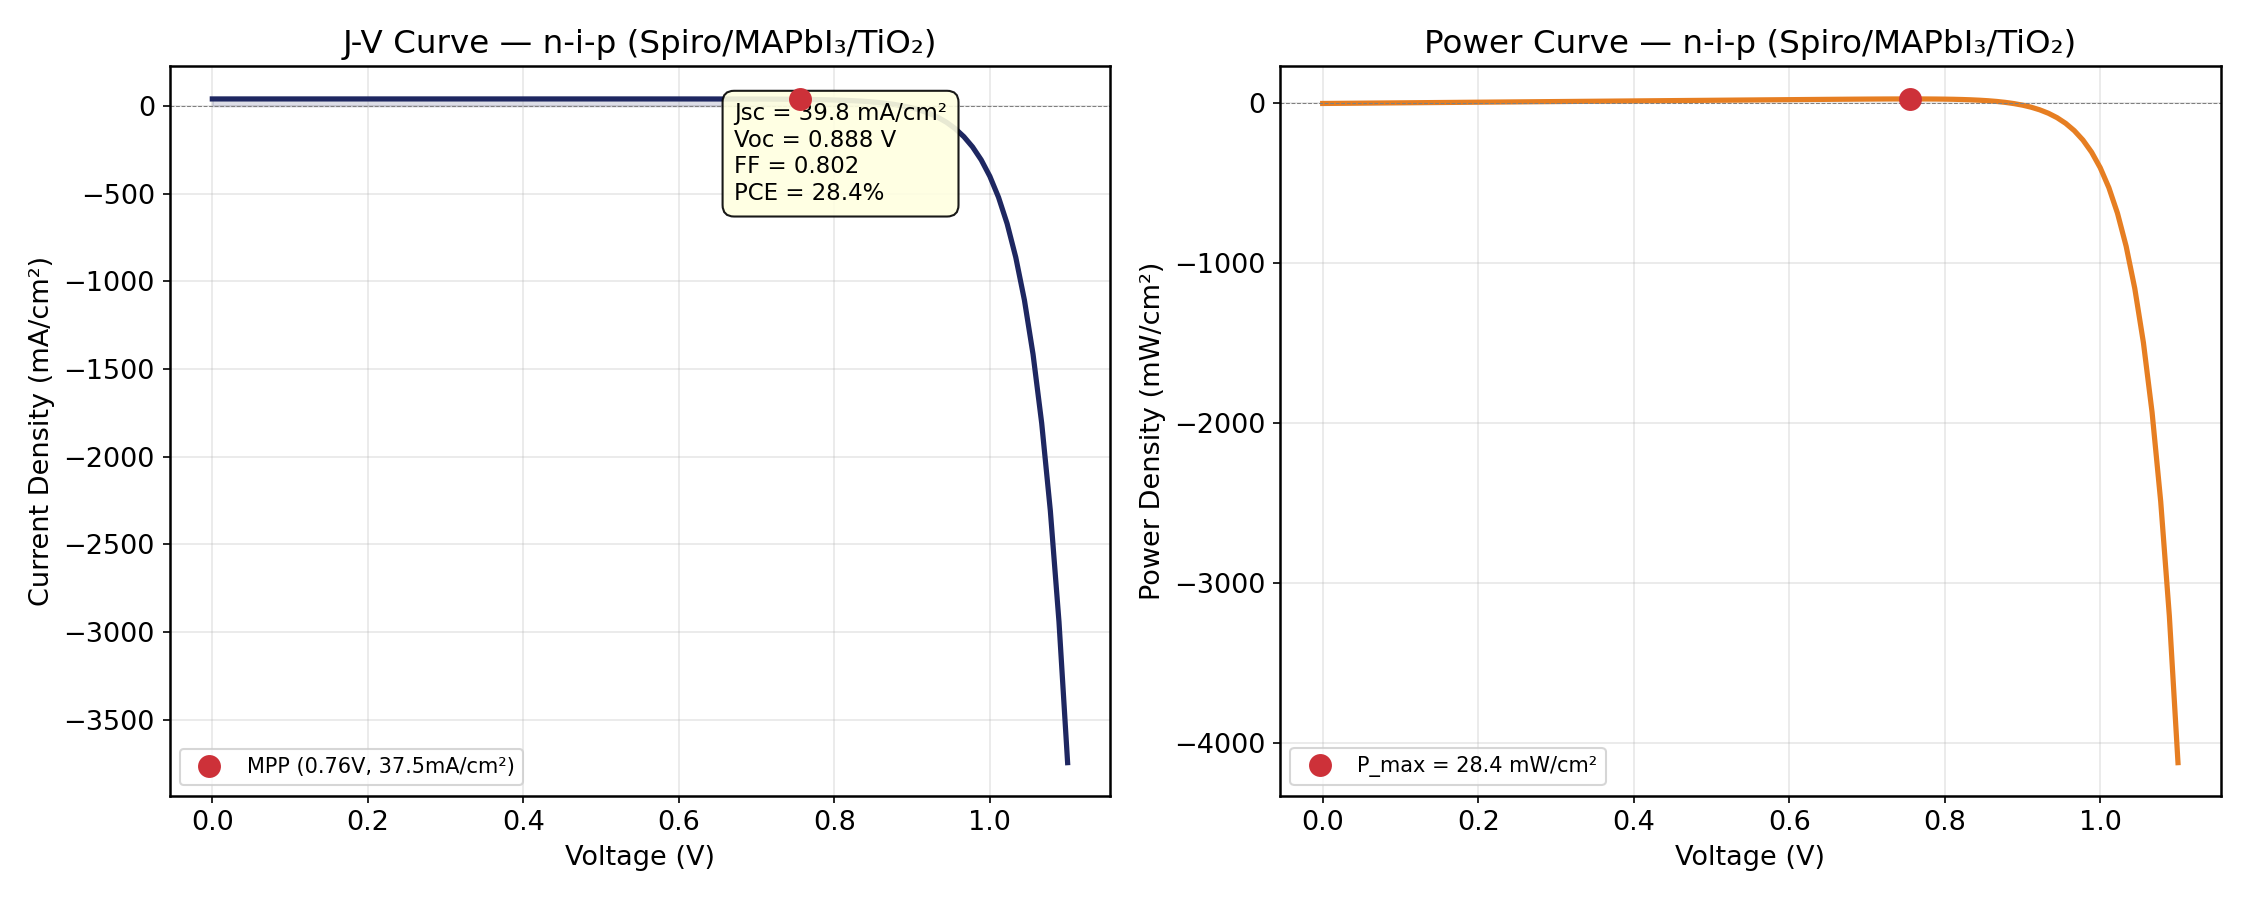 J-V Curve — n-i-p (Spiro/MAPbI₃/TiO₂)
Current Density (mA/cm²)
0
−500
−1000
−1500
−2000
−2500
−3000
−3500
Jsc = 39.8 mA/cm²
Voc = 0.888 V
FF = 0.802
PCE = 28.4%
MPP (0.76V, 37.5mA/cm²)
0.0 0.2 0.4 0.6 0.8 1.0
Voltage (V)
Power Curve — n-i-p (Spiro/MAPbI₃/TiO₂)
Power Density (mW/cm²)
0
−1000
−2000
−3000
−4000
P_max = 28.4 mW/cm²
0.0 0.2 0.4 0.6 0.8 1.0
Voltage (V)